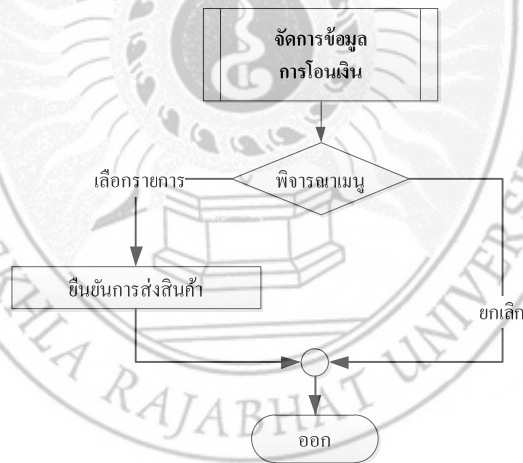 จัดการข้อมูล
การโอนเงิน
เลือกรายการ
พิจารณาเมนู
ยืนยันการส่งสินค้า
ยกเลิก
ออก
KHLA RAJABHAT UNIVERS